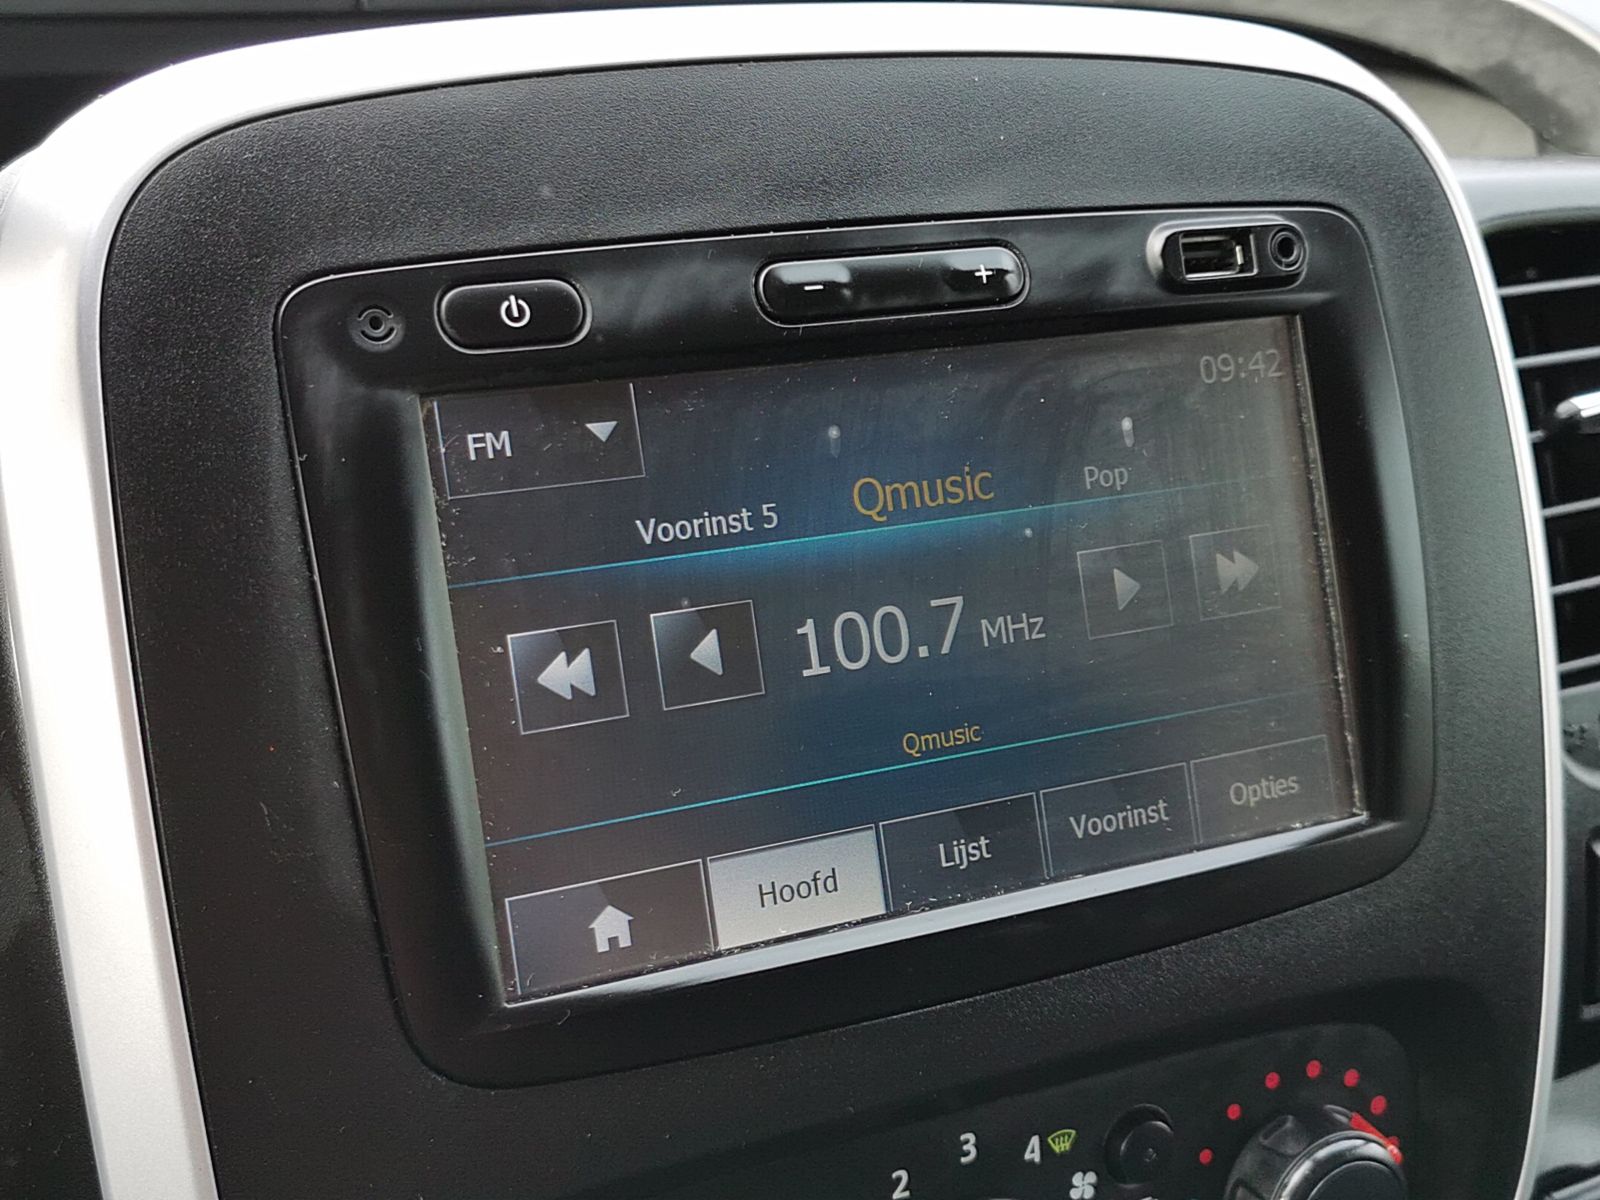 - +
09:42
FM
Voorinst 5 Qmusic Pop
100.7 MHz
Qmusic
Hoofd Lijst Voorinst Opties
2 3 4